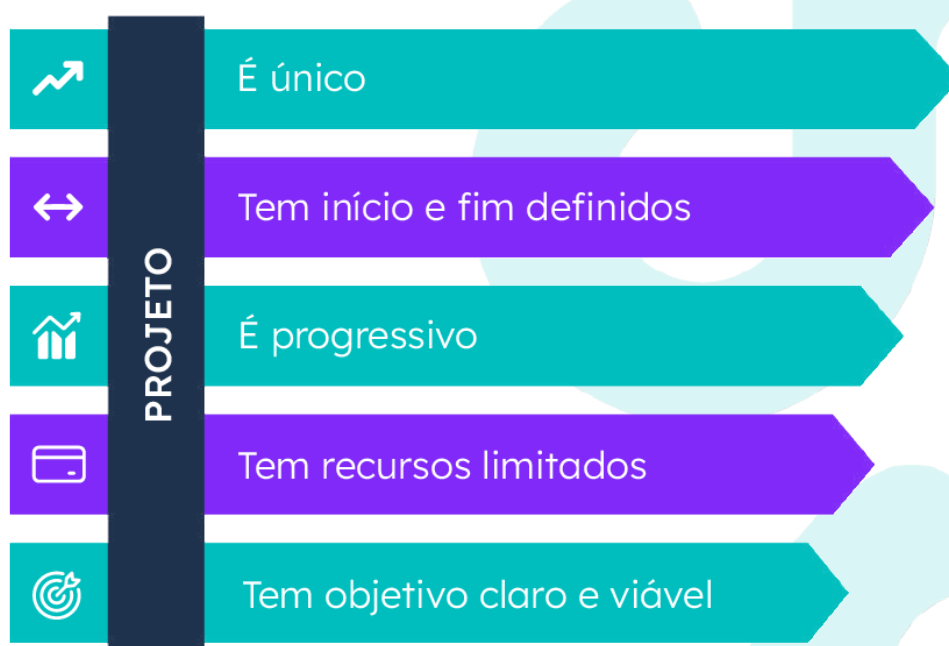 PROJETO
É único
Tem início e fim definidos
É progressivo
Tem recursos limitados
Tem objetivo claro e viável